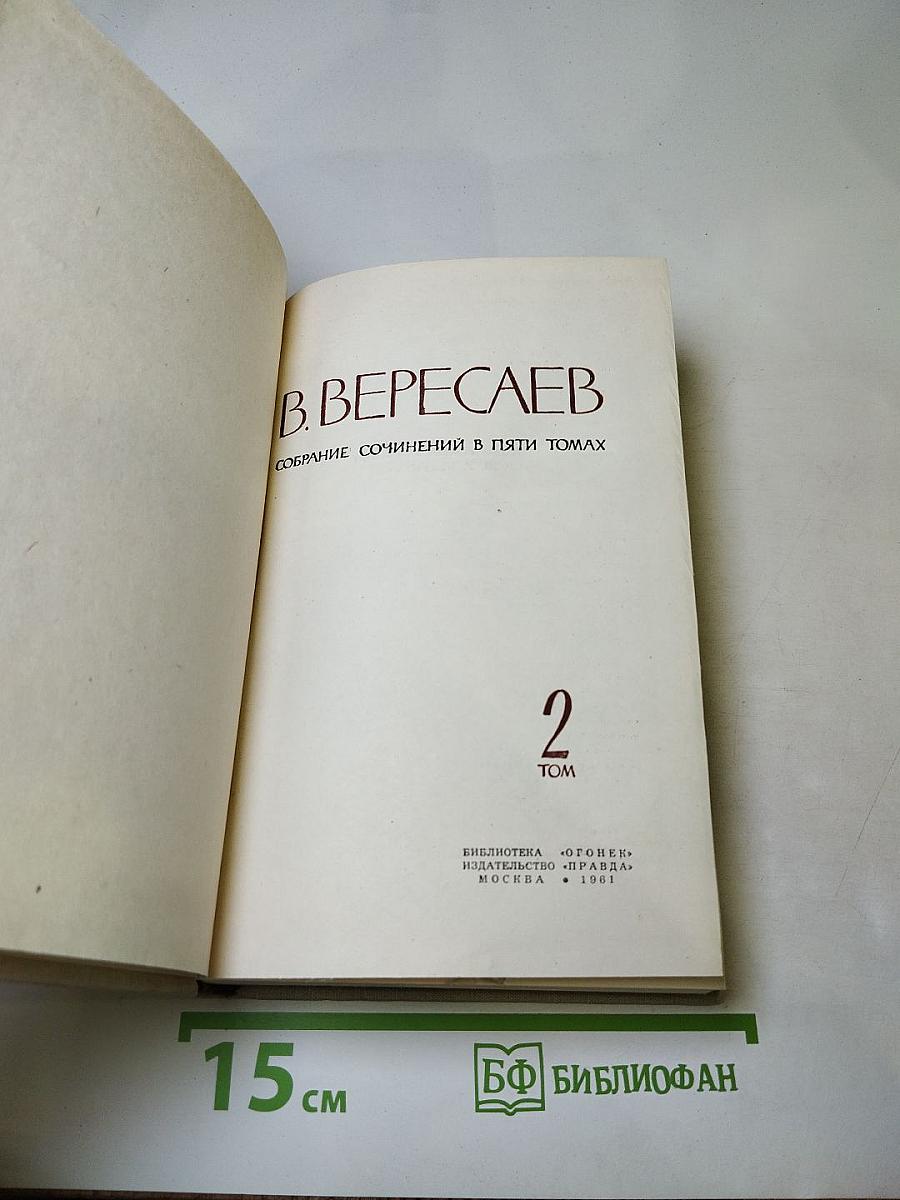 В. ВЕРЕСАЕВ
СОБРАНИЕ СОЧИНЕНИЙ В ПЯТИ ТОМАХ
2
ТОМ
БИБЛИОТЕКА «ОГОНЕК»
ИЗДАТЕЛЬСТВО «ПРАВДА»
МОСКВА • 1961
15 см
БФ БИБЛИОФАН